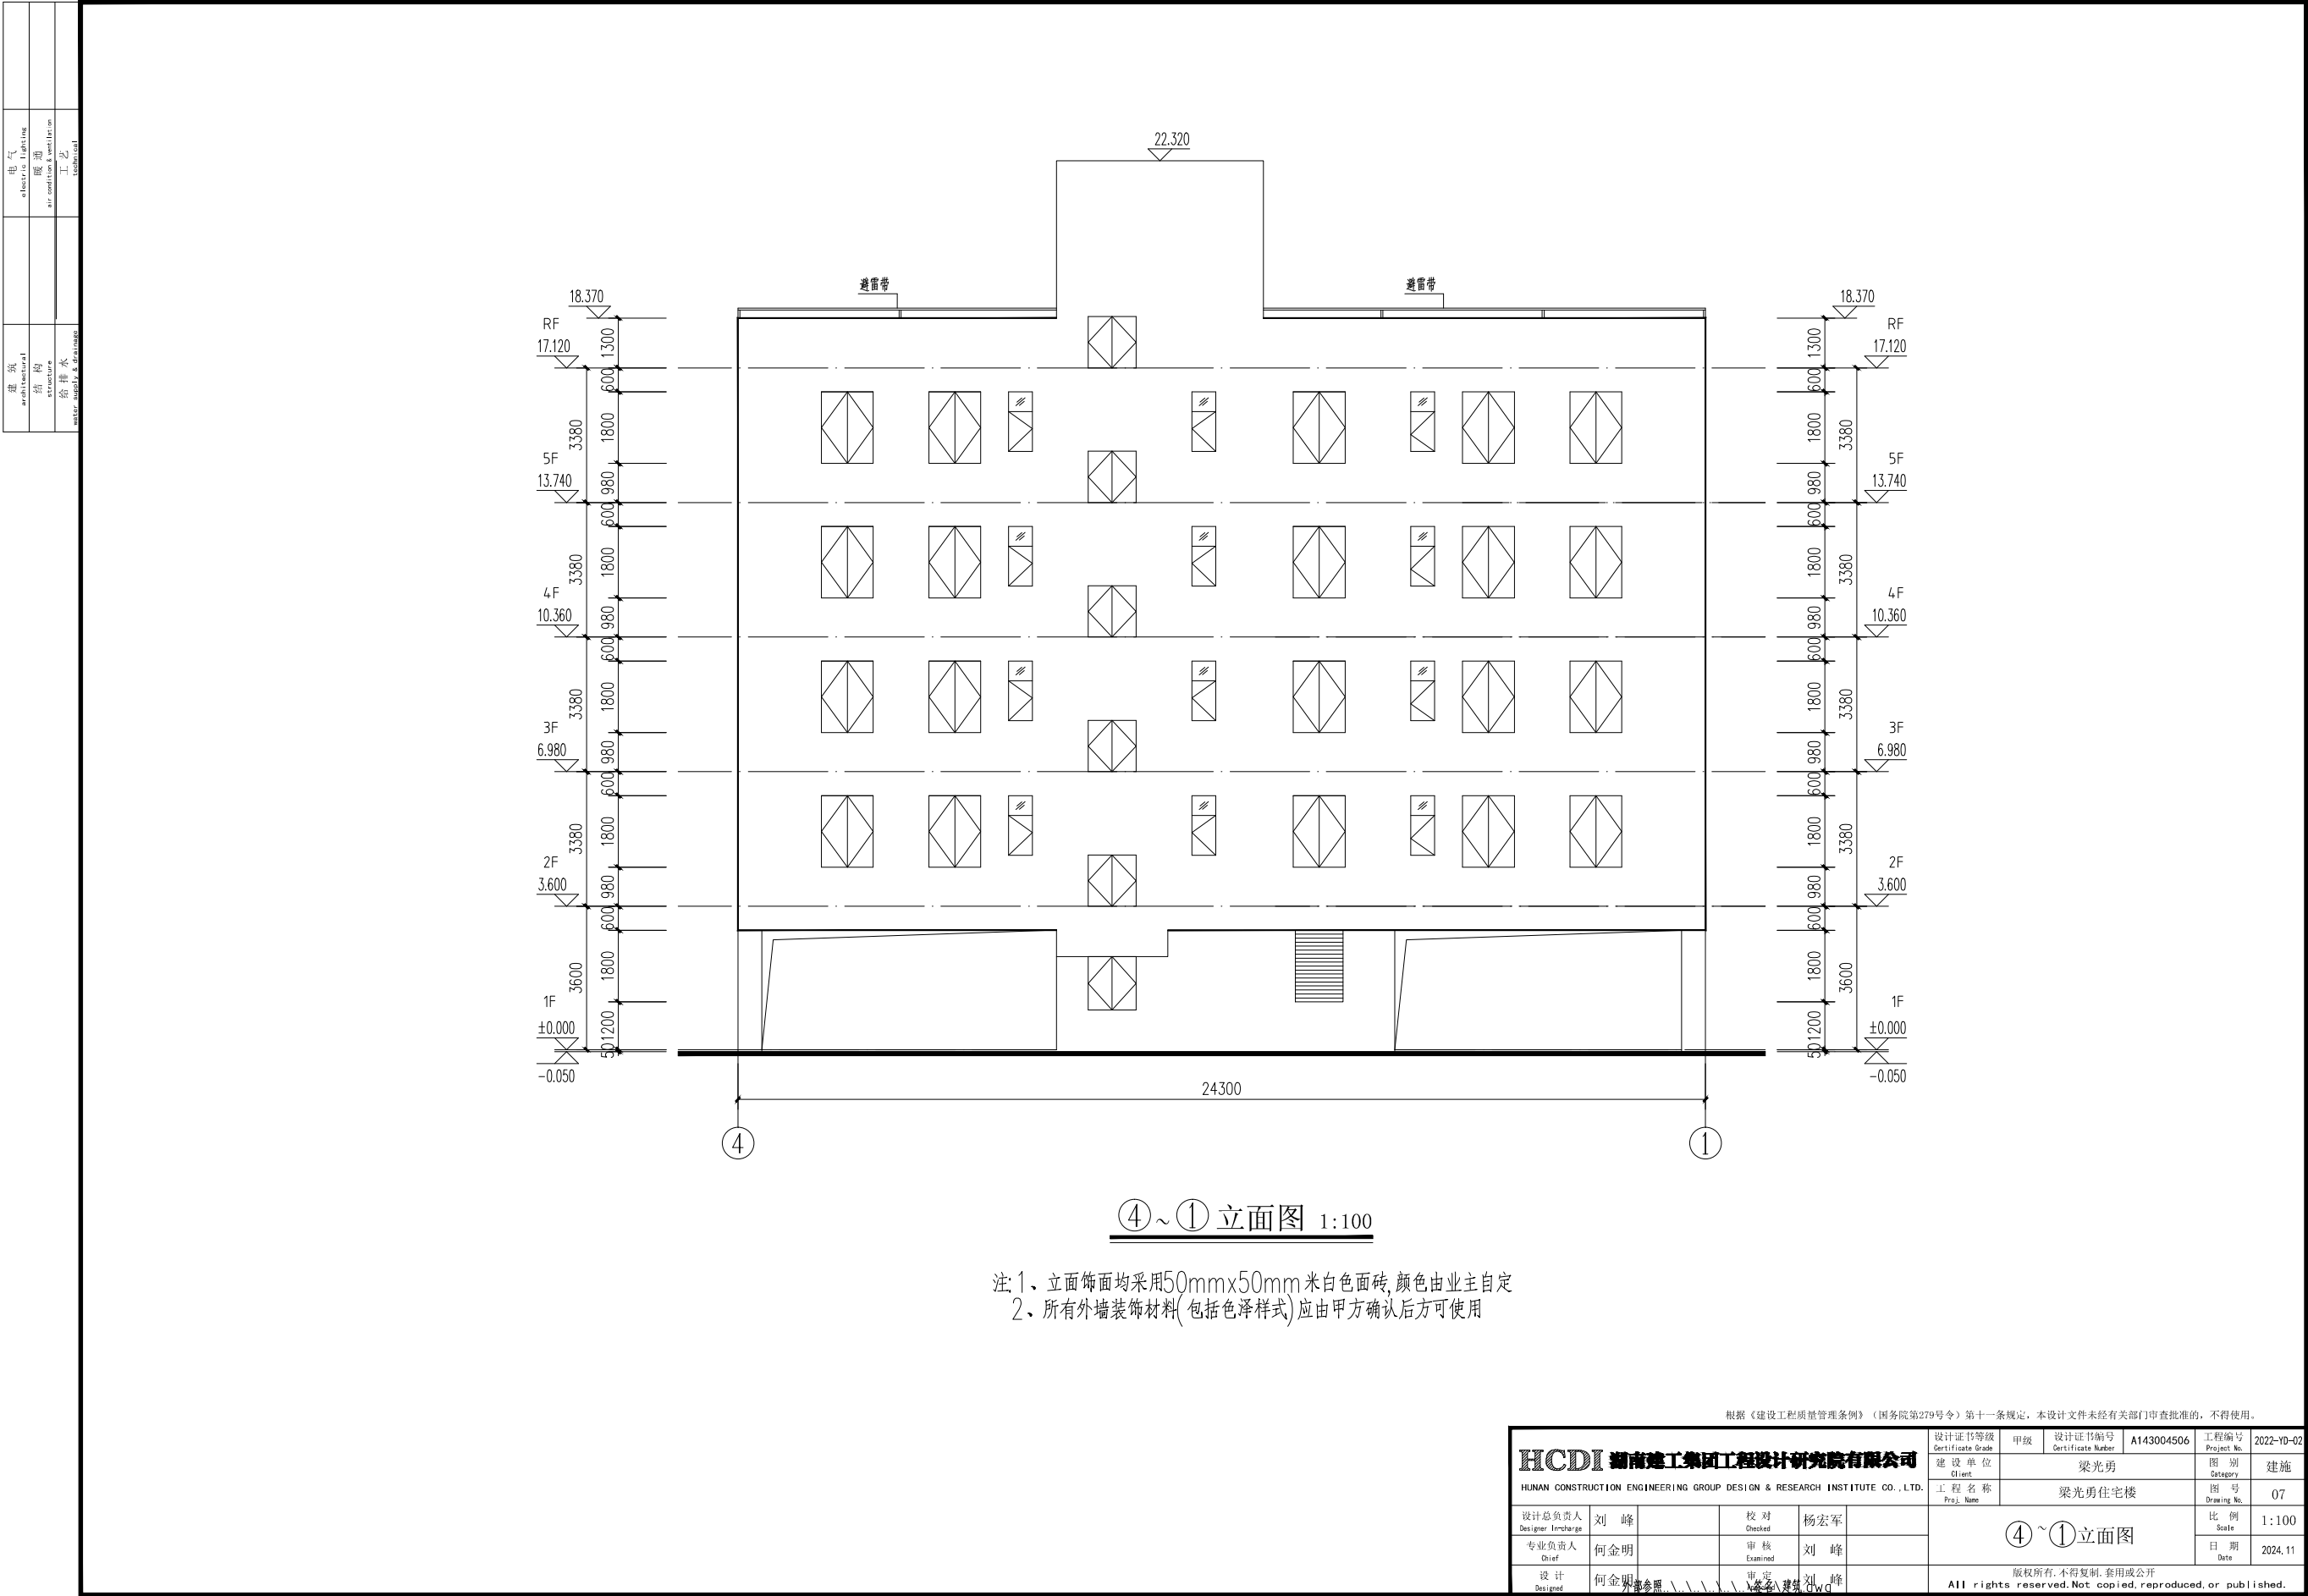 电 气
electric lighting
暖 通
air condition & ventilation
工 艺
technical
建 筑
architectural
结 构
structure
给 排 水
water supply & drainage
22.320
避雷带
避雷带
18.370
18.370
RF
17.120
1300
1300
RF
17.120
600
600
3380
1800
1800
3380
5F
13.740
980
980
5F
13.740
600
600
3380
1800
1800
3380
4F
10.360
980
980
4F
10.360
600
600
3380
1800
1800
3380
3F
6.980
980
980
3F
6.980
600
600
3380
1800
1800
3380
2F
3.600
980
980
2F
3.600
600
600
3600
1800
1800
3600
1F
±0.000
1200
1200
1F
±0.000
50
50
-0.050
-0.050
24300
4
1
④~①立面图 1:100
注:1、立面饰面均采用50mmx50mm米白色面砖,颜色由业主自定
2、所有外墙装饰材料(包括色泽样式)应由甲方确认后方可使用
根据《建设工程质量管理条例》（国务院第279号令）第十一条规定，本设计文件未经有关部门审查批准的，不得使用。
HCDI 湖南建工集团工程设计研究院有限公司
HUNAN CONSTRUCTION ENGINEERING GROUP DESIGN & RESEARCH INSTITUTE CO.,LTD.
设计证书等级 甲级 设计证书编号 A143004506 工程编号 2022-YD-02
Certificate Grade Certificate Number Project No.
建 设 单 位 梁光勇 图 别 建施
Client Category
工 程 名 称 梁光勇住宅楼 图 号 07
Proj. Name Drawing No.
设计总负责人 刘 峰 校 对 杨宏军
Designer In-charge Checked
④~①立面图
比 例 1:100
Scale
专业负责人 何金明 审 核 刘 峰
Chief Examined
日 期 2024.11
Date
设 计 何金明 审 定 刘 峰
Designed
外部参照..\..\..\..\..\签名\建筑.dwg
版权所有.不得复制.套用或公开
All rights reserved.Not copied,reproduced,or published.